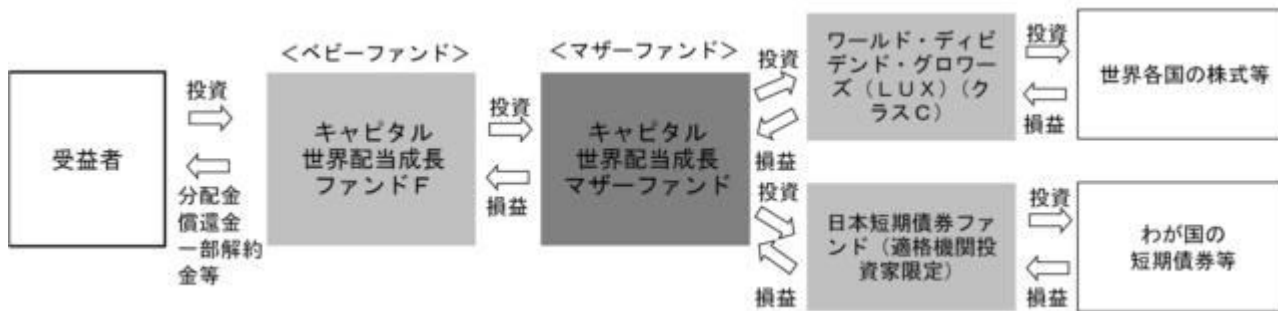 受益者
投資
分配金
償還金
一部解約
金等
＜ベビーファンド＞
キャピタル
世界配当成長
ファンドＦ
投資
損益
＜マザーファンド＞
キャピタル
世界配当成長
マザーファンド
投資
損益
ワールド・ディビ
デンド・グロワー
ズ（ＬＵＸ）（ク
ラスＣ）
投資
損益
世界各国の株式等
投資
損益
日本短期債券ファ
ンド（適格機関投
資家限定）
投資
損益
わが国の
短期債券等